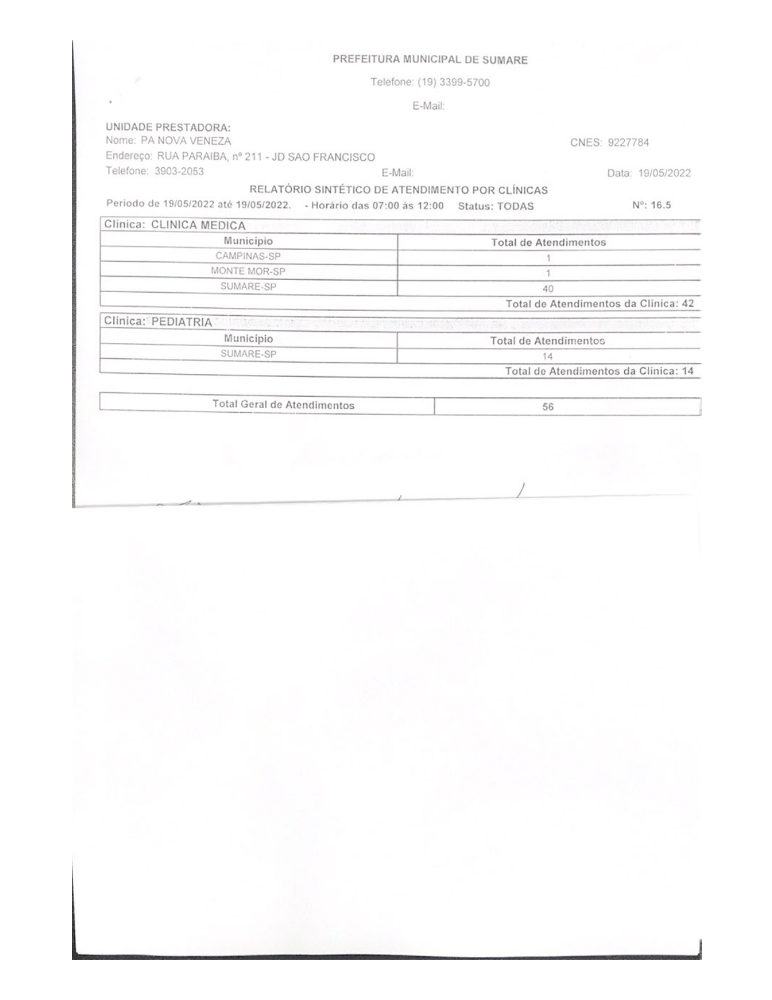 PREFEITURA MUNICIPAL DE SUMARE
Telefone: (19) 3399-5700
E-Mail:
UNIDADE PRESTADORA:
Nome: PA NOVA VENEZA CNES: 9227784
Endereço: RUA PARAIBA, nº 211 - JD SAO FRANCISCO
Telefone: 3903-2053 E-Mail: Data: 19/05/2022
RELATÓRIO SINTÉTICO DE ATENDIMENTO POR CLÍNICAS
Período de 19/05/2022 até 19/05/2022. - Horário das 07:00 às 12:00 Status: TODAS Nº: 16.5
Clínica: CLINICA MEDICA
Município Total de Atendimentos
CAMPINAS-SP 1
MONTE MOR-SP 1
SUMARE-SP 40
Total de Atendimentos da Clínica: 42
Clínica: PEDIATRIA
Município Total de Atendimentos
SUMARE-SP 14
Total de Atendimentos da Clínica: 14
Total Geral de Atendimentos 56